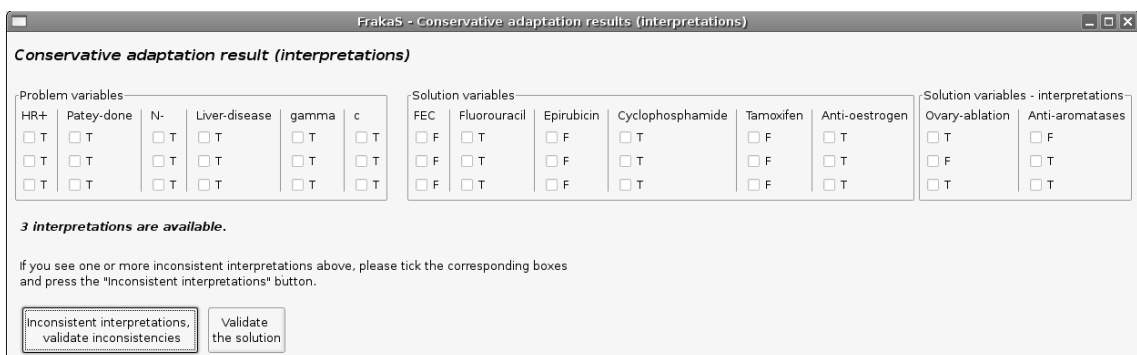 FrakaS - Conservative adaptation results (interpretations)
Conservative adaptation result (interpretations)
Problem variables Solution variables Solution variables - interpretations
HR+ Patey-done N- Liver-disease gamma c FEC Fluorouracil Epirubicin Cyclophosphamide Tamoxifen Anti-oestrogen Ovary-ablation Anti-aromatases
T T T T T T F T F T F T T F
T T T T T T F T F T F T F T
T T T T T T F T F T F T T T
3 interpretations are available.
If you see one or more inconsistent interpretations above, please tick the corresponding boxes
and press the "Inconsistent interpretations" button.
Inconsistent interpretations, Validate
validate inconsistencies the solution